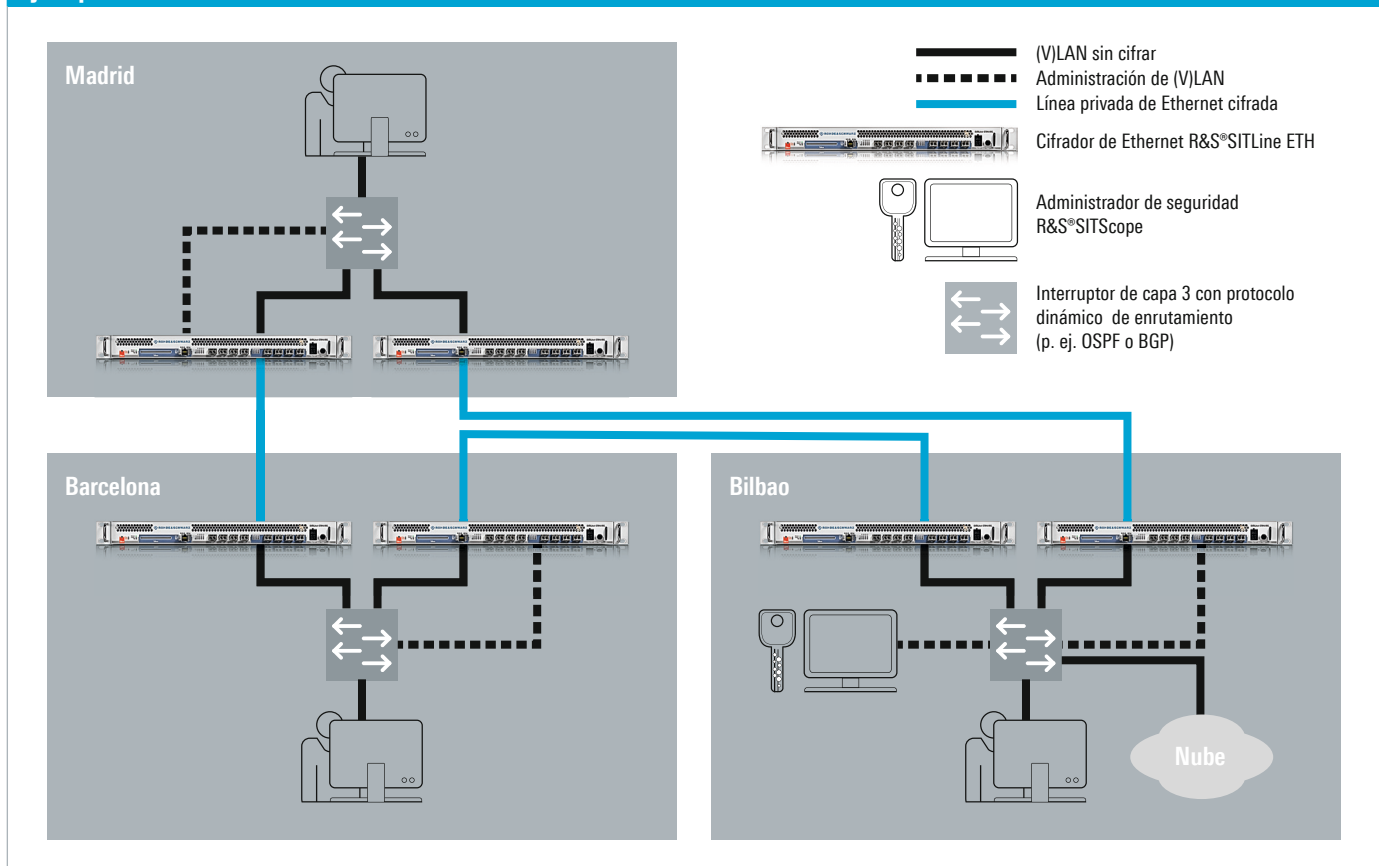 Madrid
(V)LAN sin cifrar
Administración de (V)LAN
Línea privada de Ethernet cifrada
Cifrador de Ethernet R&S®SITLine ETH
Administrador de seguridad
R&S®SITScope
Interruptor de capa 3 con protocolo
dinámico de enrutamiento
(p. ej. OSPF o BGP)
Barcelona
Bilbao
Nube